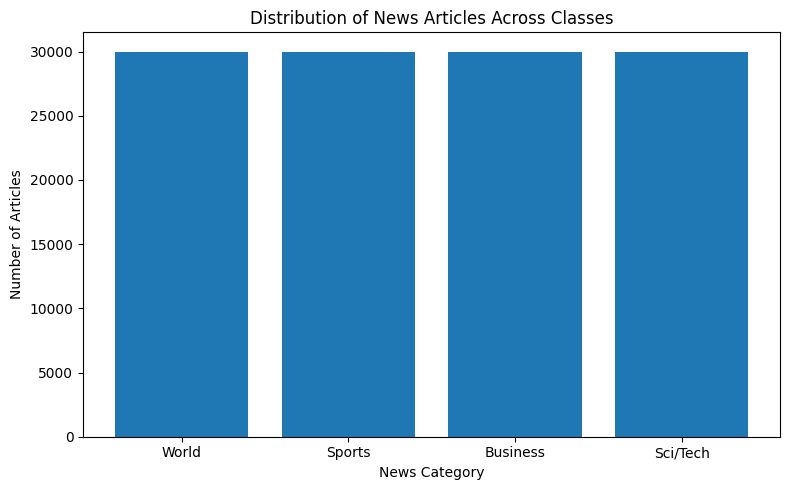 Distribution of News Articles Across Classes
Number of Articles
30000
25000
20000
15000
10000
5000
0
World Sports Business Sci/Tech
News Category